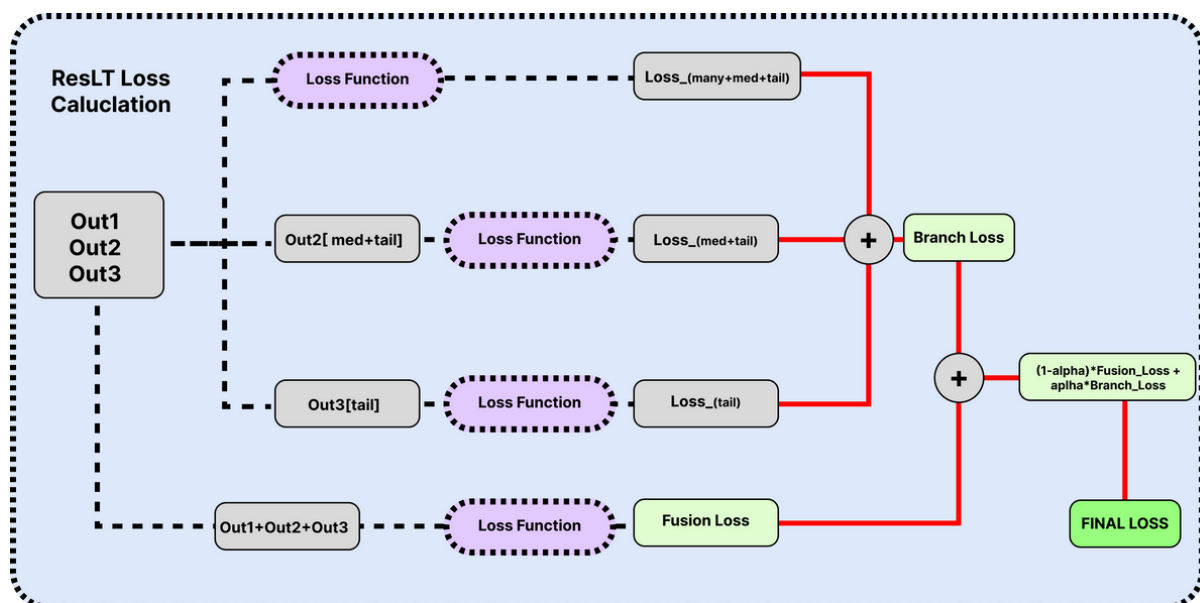 ResLT Loss
Caluclation
Loss Function
Loss_(many+med+tail)
Out1
Out2
Out3
Out2[ med+tail]
Loss Function
Loss_(med+tail)
+
Branch Loss
Out3[tail]
Loss Function
Loss_(tail)
+
(1-alpha)*Fusion_Loss +
aplha*Branch_Loss
Out1+Out2+Out3
Loss Function
Fusion Loss
FINAL LOSS